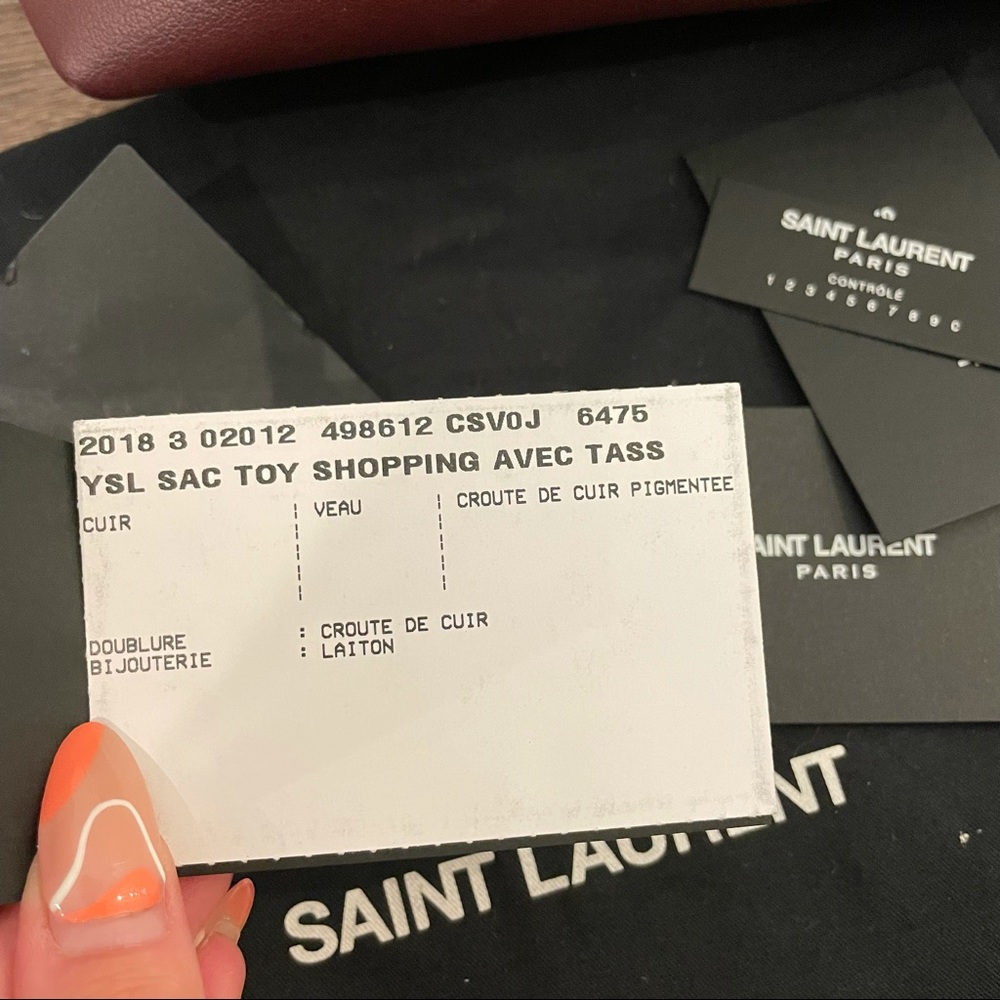 SAINT LAURENT
PARIS
CONTRÔLÉ
1 2 3 4 5 6 7 8 9 0
2018 3 02012 498612 CSV0J 6475
YSL SAC TOY SHOPPING AVEC TASS
CUIR ¦ VEAU ¦ CROUTE DE CUIR PIGMENTEE
DOUBLURE : CROUTE DE CUIR
BIJOUTERIE : LAITON
AINT LAURENT
PARIS
SAINT LAURENT